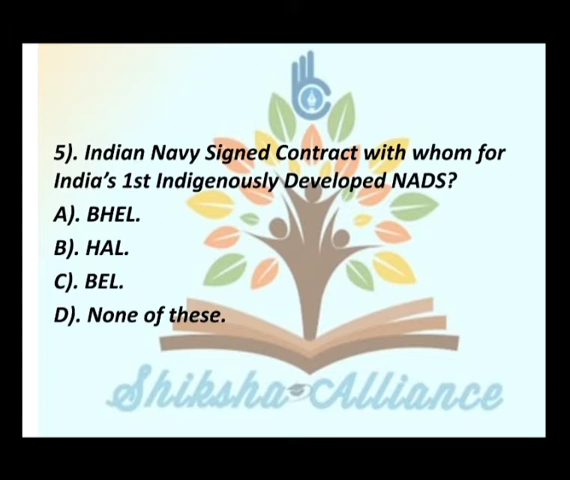 5). Indian Navy Signed Contract with whom for
India's 1st Indigenously Developed NADS?
A). BHEL.
B). HAL.
C). BEL.
D). None of these.
Shiksha Alliance